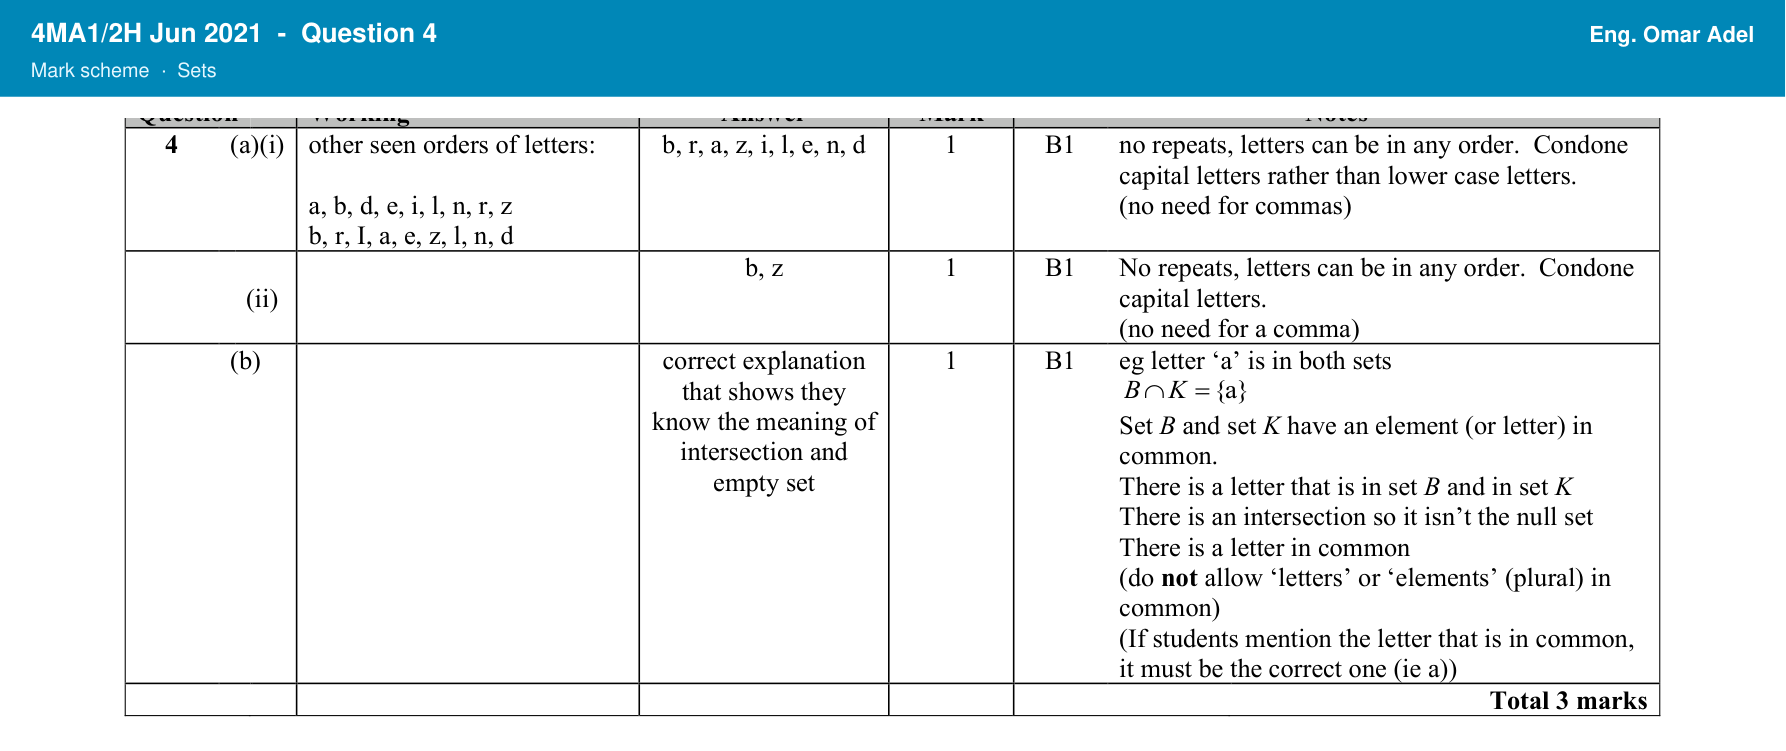 4MA1/2H Jun 2021 - Question 4
Eng. Omar Adel
Mark scheme · Sets
Question Working Answer Mark Notes
4 (a)(i) other seen orders of letters: b, r, a, z, i, l, e, n, d 1 B1 no repeats, letters can be in any order. Condone
capital letters rather than lower case letters.
a, b, d, e, i, l, n, r, z (no need for commas)
b, r, I, a, e, z, l, n, d
b, z 1 B1 No repeats, letters can be in any order. Condone
(ii) capital letters.
(no need for a comma)
(b) correct explanation 1 B1 eg letter ‘a’ is in both sets
that shows they B∩K = {a}
know the meaning of Set B and set K have an element (or letter) in
intersection and common.
empty set There is a letter that is in set B and in set K
There is an intersection so it isn’t the null set
There is a letter in common
(do not allow ‘letters’ or ‘elements’ (plural) in
common)
(If students mention the letter that is in common,
it must be the correct one (ie a))
Total 3 marks